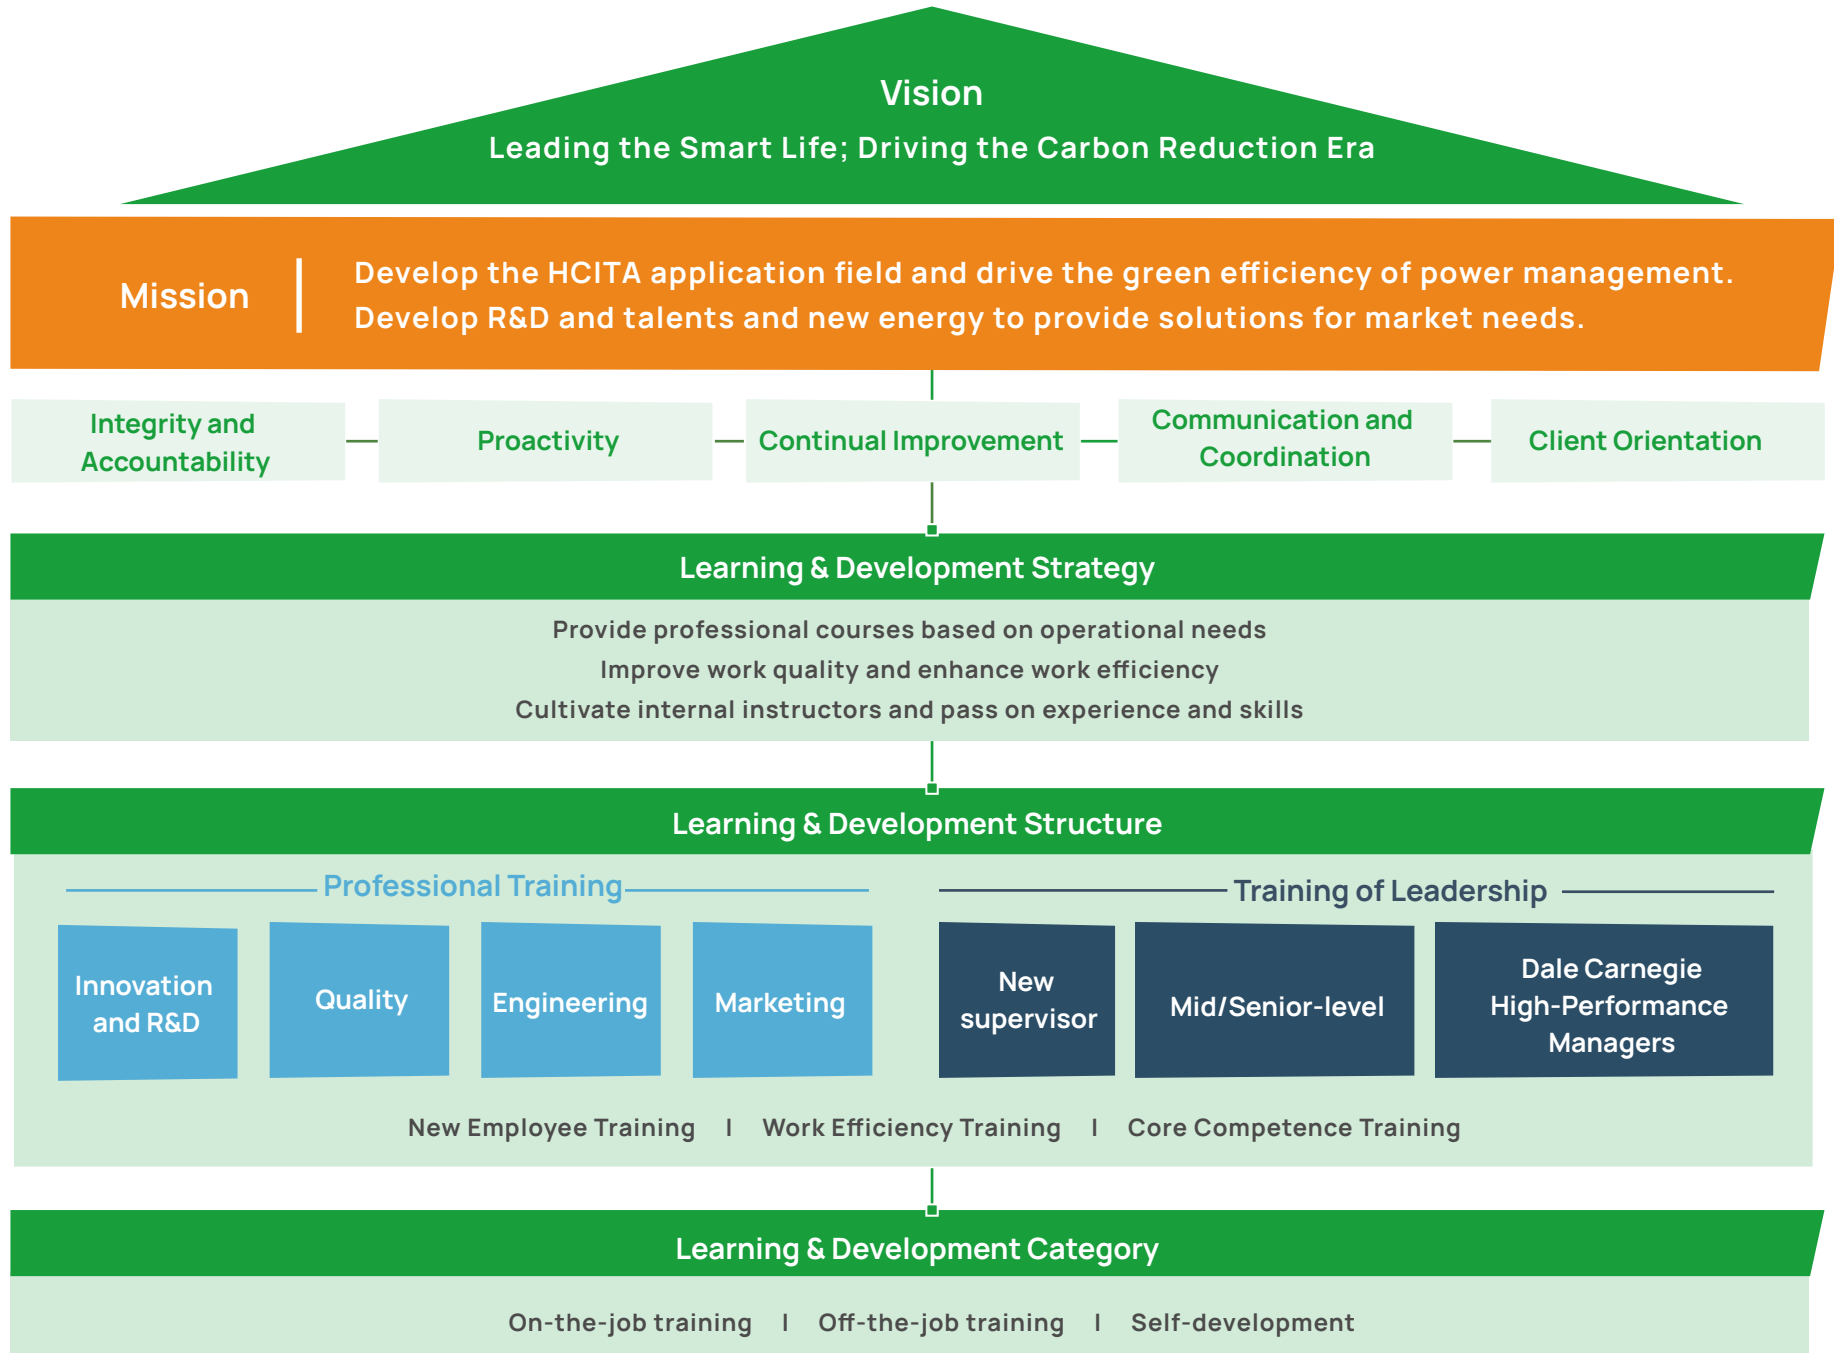 Vision
Leading the Smart Life; Driving the Carbon Reduction Era
Mission
Develop the HCITA application field and drive the green efficiency of power management.
Develop R&D and talents and new energy to provide solutions for market needs.
Integrity and
Accountability
Proactivity
Continual Improvement
Communication and
Coordination
Client Orientation
Learning & Development Strategy
Provide professional courses based on operational needs
Improve work quality and enhance work efficiency
Cultivate internal instructors and pass on experience and skills
Learning & Development Structure
Professional Training
Innovation
and R&D
Quality
Engineering
Marketing
Training of Leadership
New
supervisor
Mid/Senior-level
Dale Carnegie
High-Performance
Managers
New Employee Training | Work Efficiency Training | Core Competence Training
Learning & Development Category
On-the-job training | Off-the-job training | Self-development